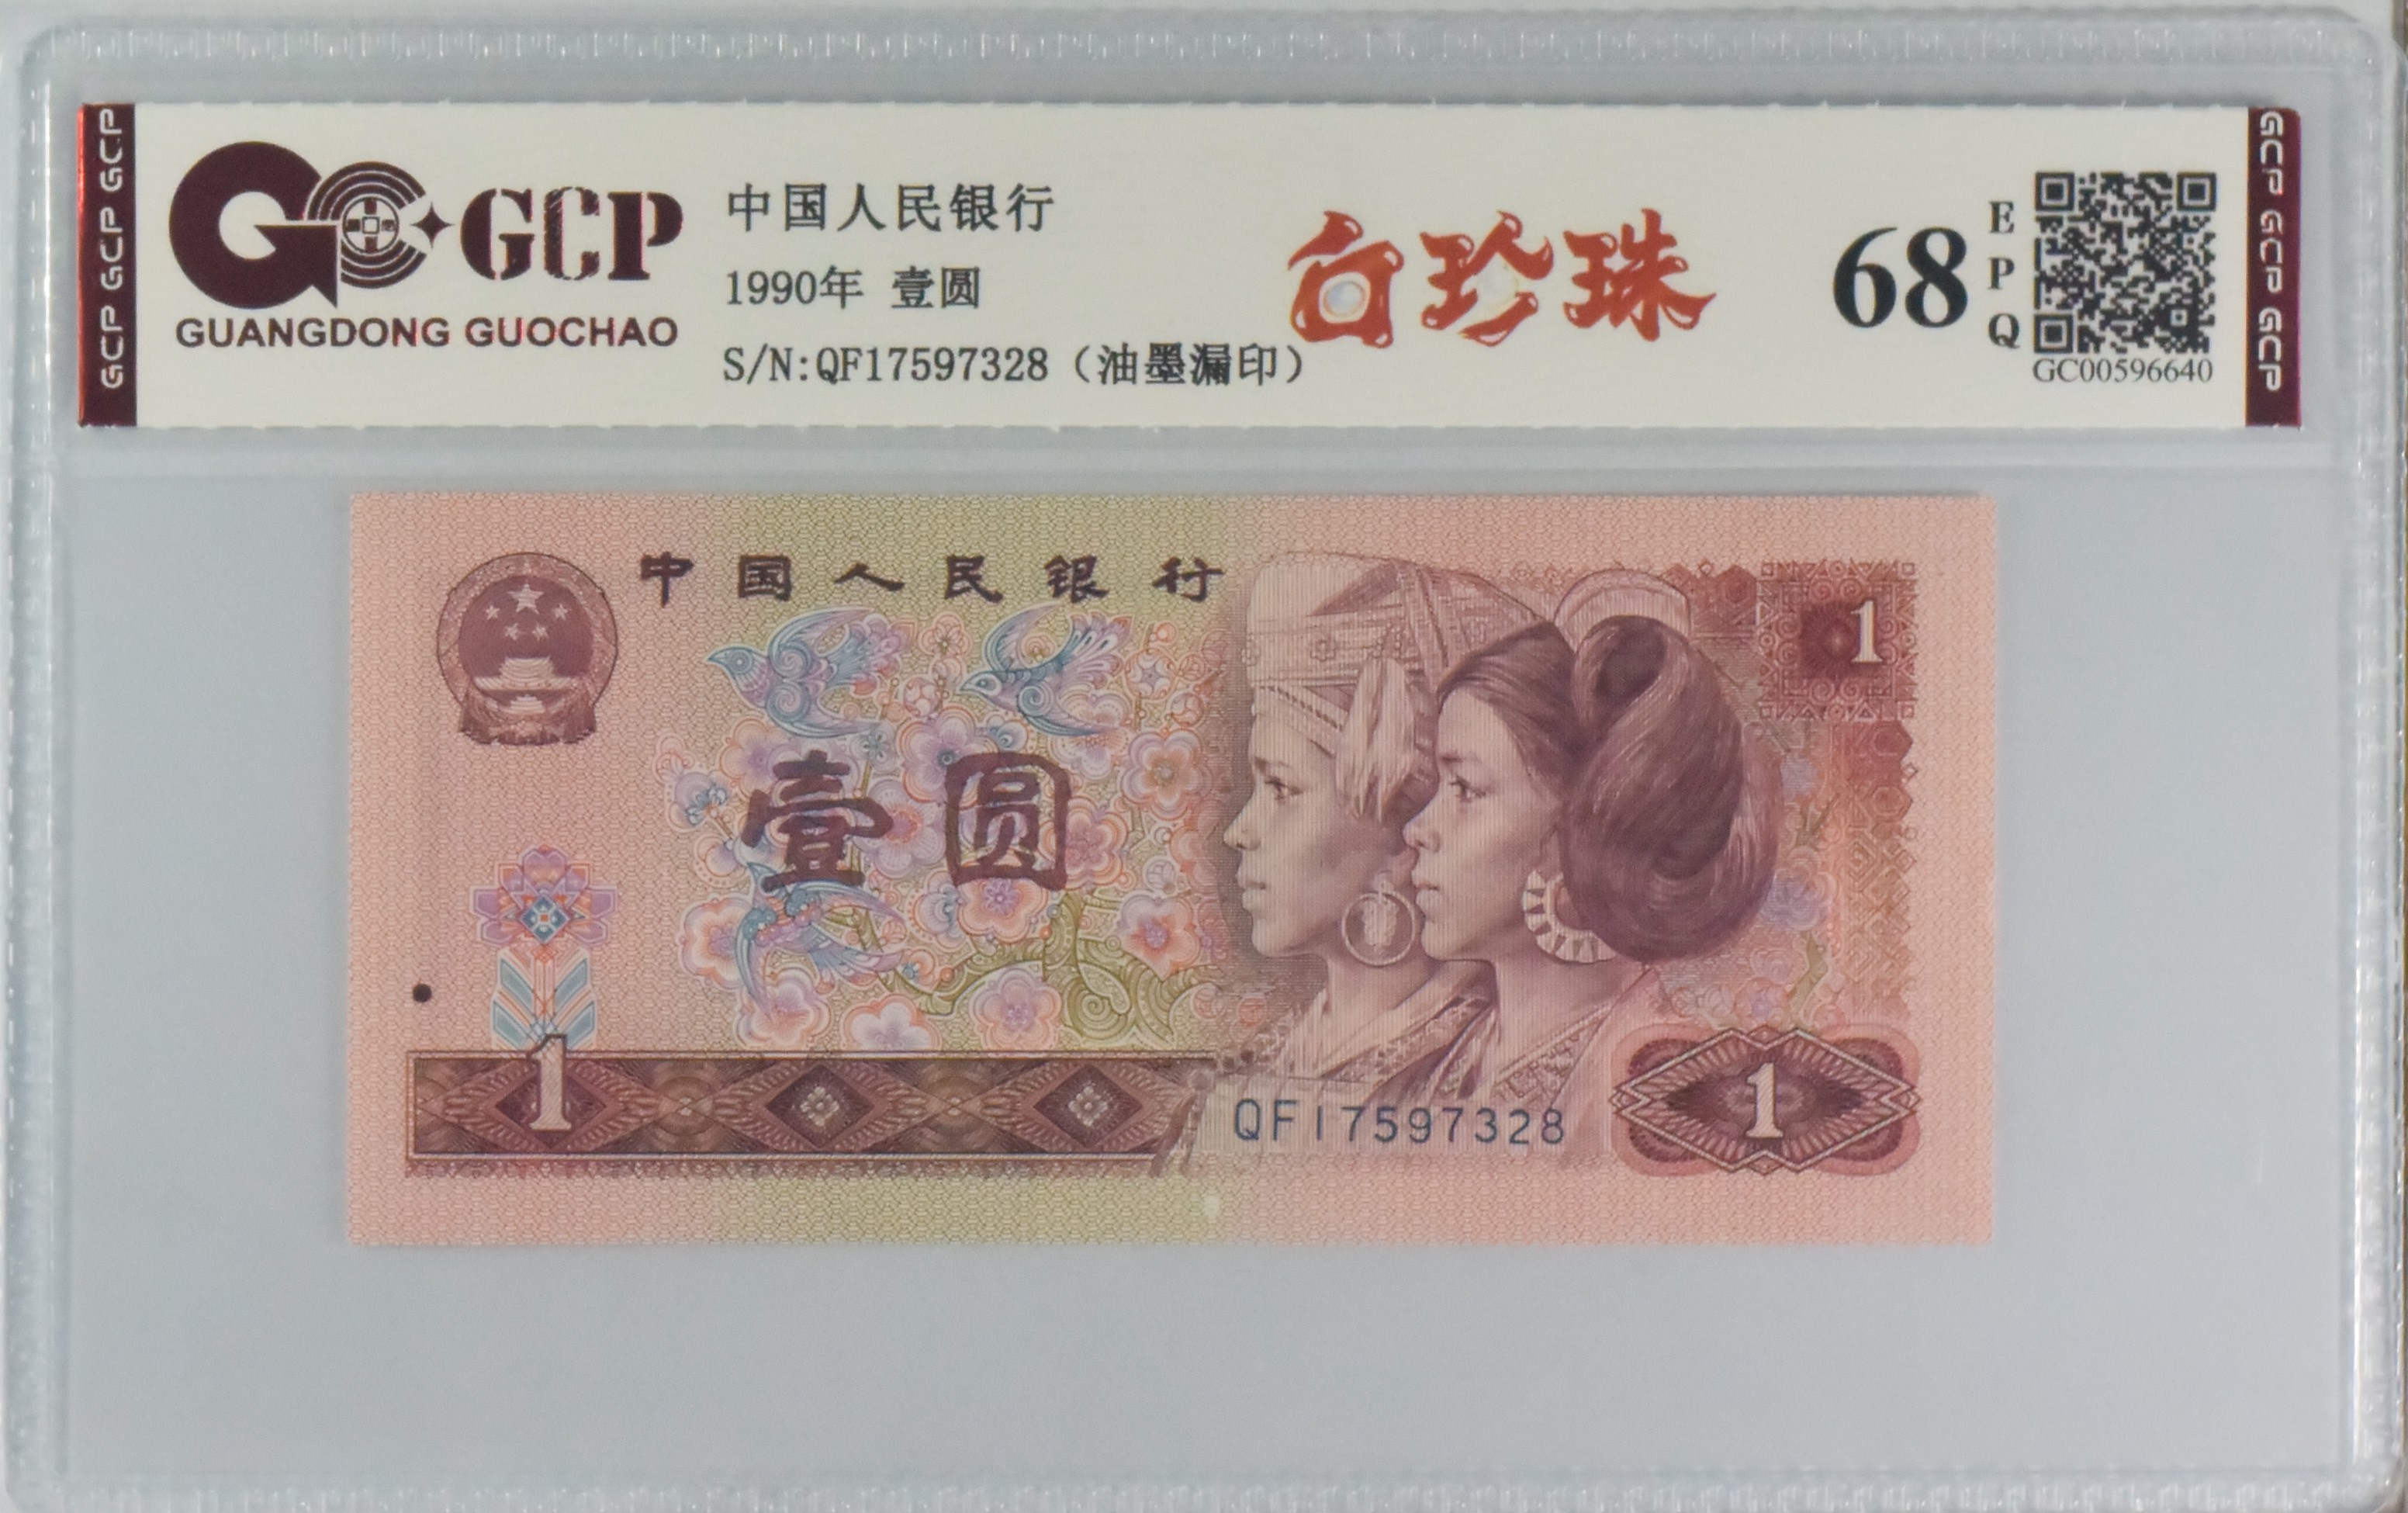 GCP GCP GCP
GCP
GUANGDONG GUOCHAO
中国人民银行
1990年 壹圆
S/N:QF17597328（油墨漏印）
白珍珠
68
EPQ
GC00596640
GCP GCP GCP
中国人民银行
1
壹圆
1
QF17597328
1